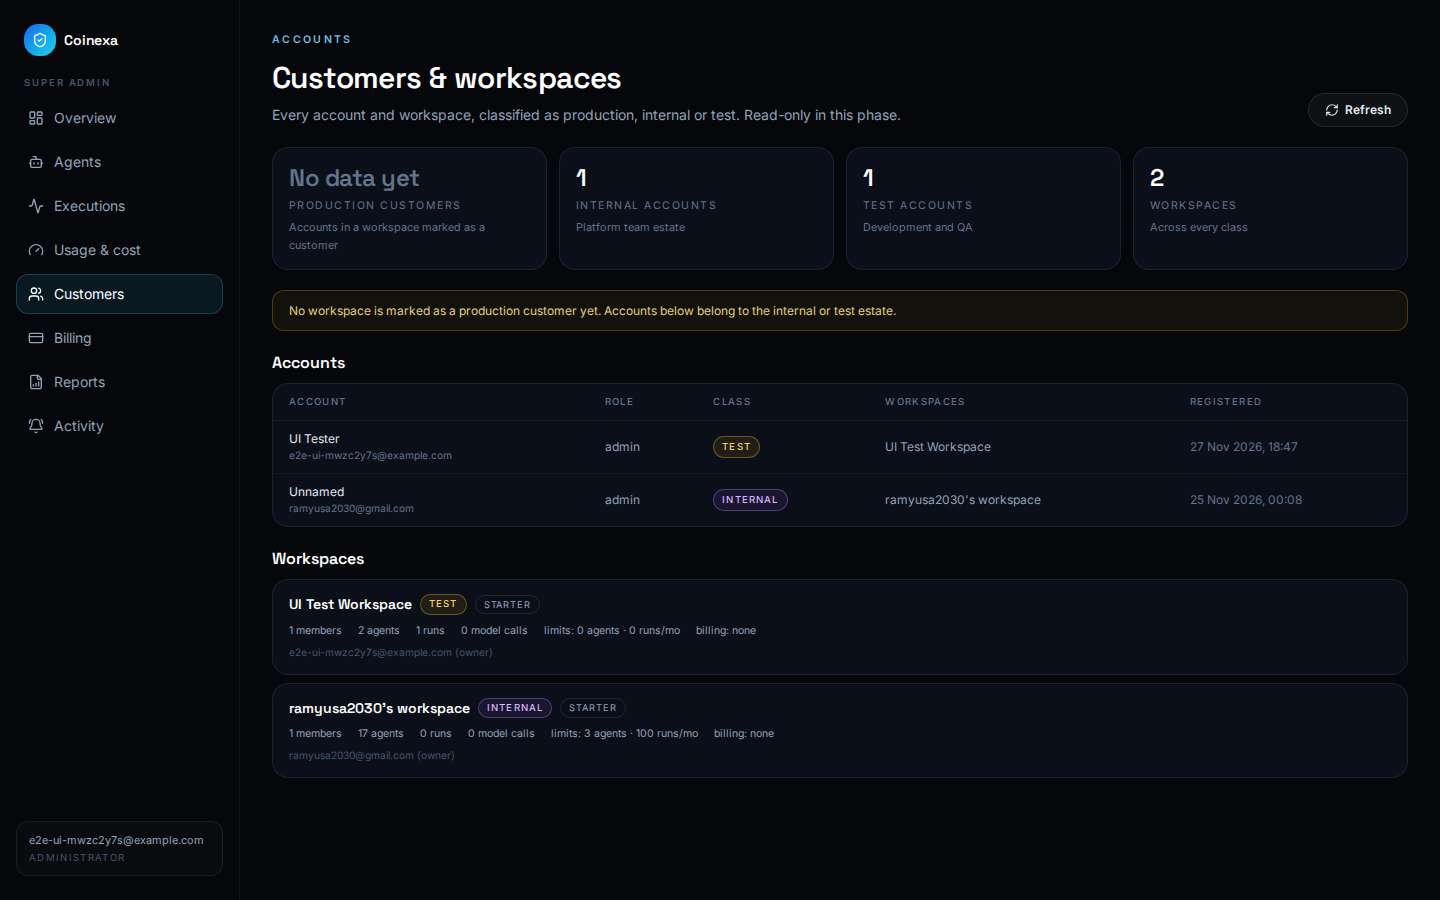 Coinexa
SUPER ADMIN
Overview
Agents
Executions
Usage & cost
Customers
Billing
Reports
Activity
e2e-ui-mwzc2y7s@example.com
ADMINISTRATOR
ACCOUNTS
Customers & workspaces
Every account and workspace, classified as production, internal or test. Read-only in this phase.
Refresh
No data yet
PRODUCTION CUSTOMERS
Accounts in a workspace marked as a
customer
1
INTERNAL ACCOUNTS
Platform team estate
1
TEST ACCOUNTS
Development and QA
2
WORKSPACES
Across every class
No workspace is marked as a production customer yet. Accounts below belong to the internal or test estate.
Accounts
ACCOUNT ROLE CLASS WORKSPACES REGISTERED
UI Tester
e2e-ui-mwzc2y7s@example.com
admin TEST UI Test Workspace 27 Nov 2026, 18:47
Unnamed
ramyusa2030@gmail.com
admin INTERNAL ramyusa2030's workspace 25 Nov 2026, 00:08
Workspaces
UI Test Workspace TEST STARTER
1 members 2 agents 1 runs 0 model calls limits: 0 agents · 0 runs/mo billing: none
e2e-ui-mwzc2y7s@example.com (owner)
ramyusa2030's workspace INTERNAL STARTER
1 members 17 agents 0 runs 0 model calls limits: 3 agents · 100 runs/mo billing: none
ramyusa2030@gmail.com (owner)